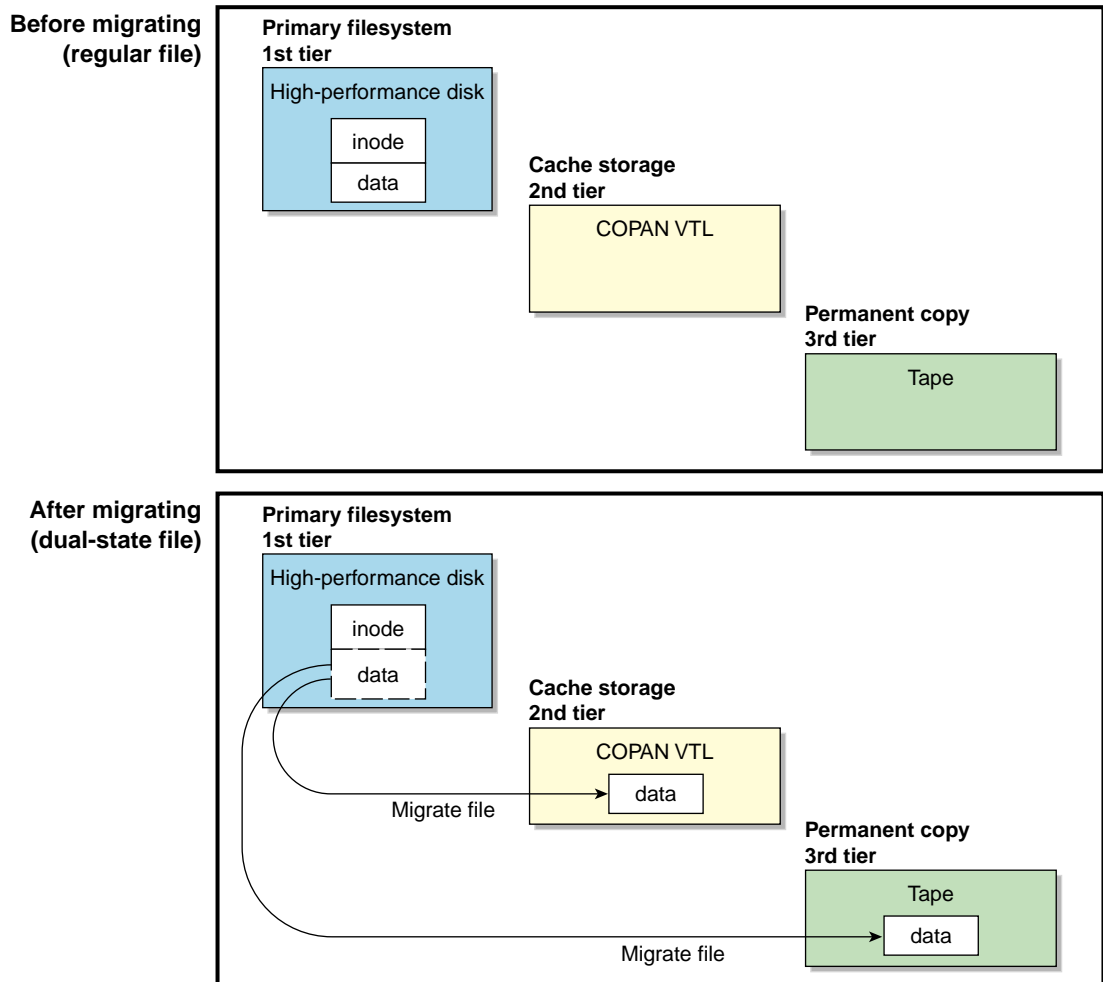 Before migrating
(regular file)
Primary filesystem
1st tier
High-performance disk
inode
data
Cache storage
2nd tier
COPAN VTL
Permanent copy
3rd tier
Tape
After migrating
(dual-state file)
Primary filesystem
1st tier
High-performance disk
inode
data
Cache storage
2nd tier
COPAN VTL
data
Migrate file
Permanent copy
3rd tier
Tape
data
Migrate file